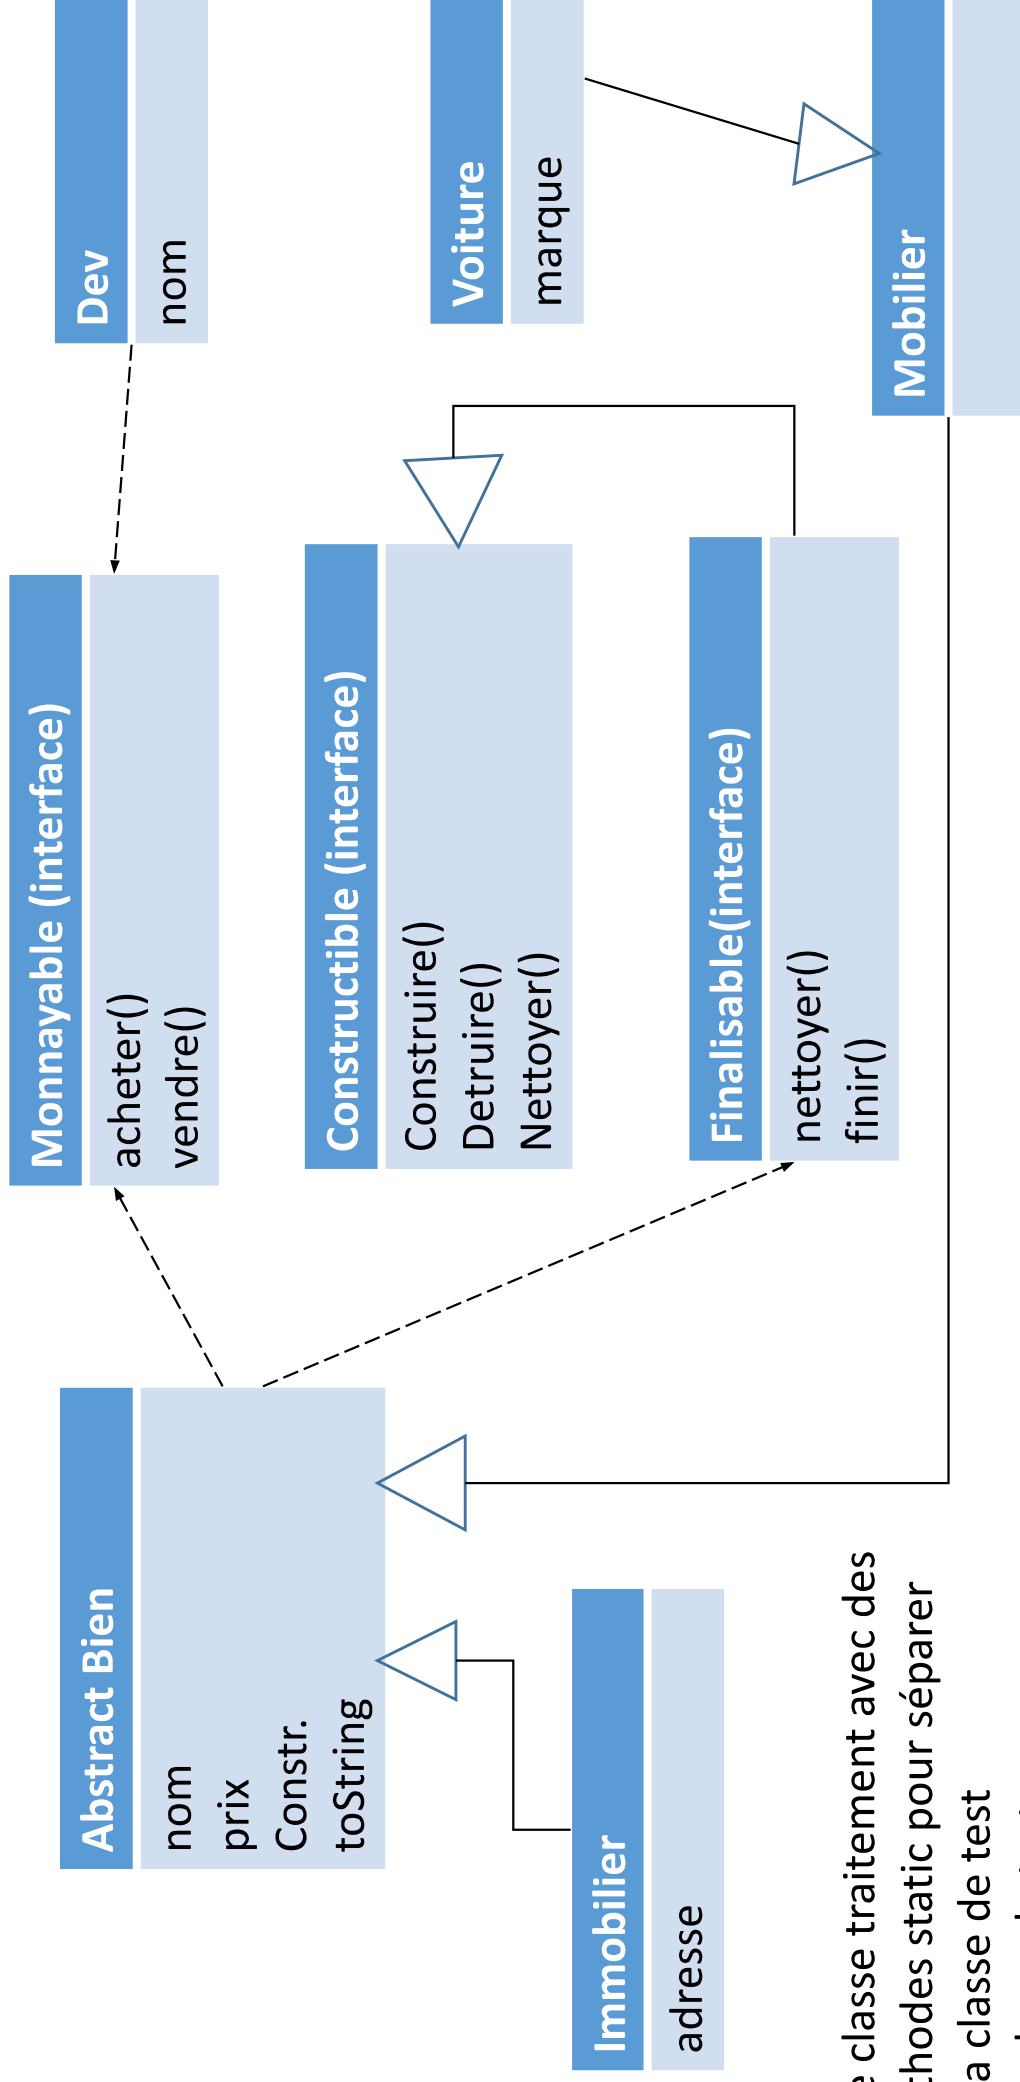 Monnayable (interface)
acheter()
vendre()
Dev
nom
Abstract Bien
nom
prix
Constr.
toString
Constructible (interface)
Construire()
Detruire()
Nettoyer()
Voiture
marque
Immobilier
adresse
Finalisable(interface)
nettoyer()
finir()
Mobilier
classe traitement avec des
static pour séparer
classe de test